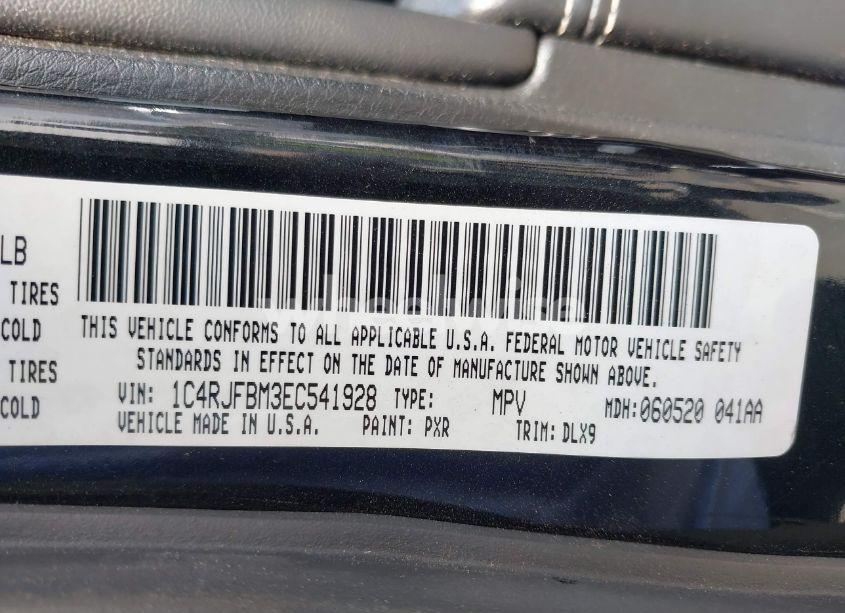 LB
TIRES
COLD
TIRES
COLD
THIS VEHICLE CONFORMS TO ALL APPLICABLE U.S.A. FEDERAL MOTOR VEHICLE SAFETY
STANDARDS IN EFFECT ON THE DATE OF MANUFACTURE SHOWN ABOVE.
VIN: 1C4RJFBM3EC541928 TYPE: MPV MDH:060520 041AA
VEHICLE MADE IN U.S.A. PAINT: PXR TRIM: DLX9